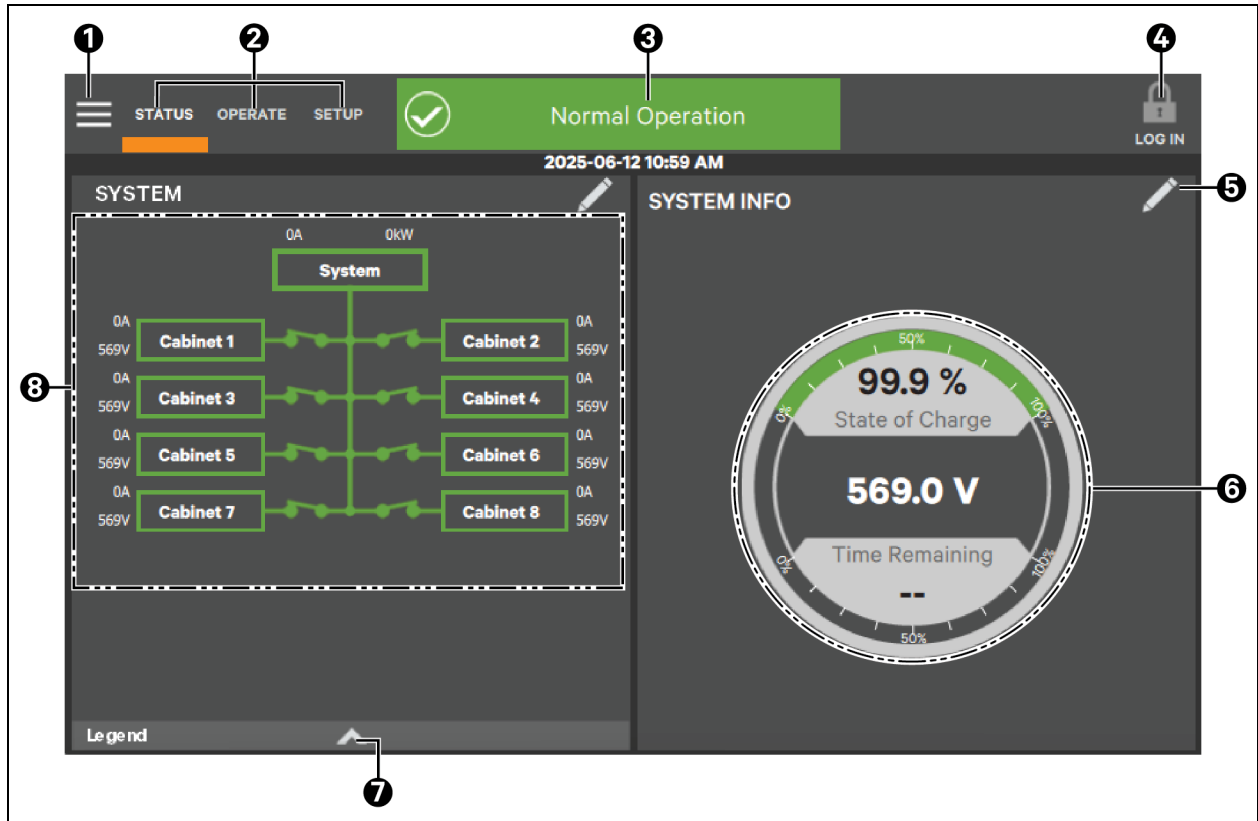 1 2 3 4
STATUS OPERATE SETUP
Normal Operation
LOG IN
2025-06-12 10:59 AM
SYSTEM
0A 0kW
System
0A 569V Cabinet 1
Cabinet 2 0A 569V
0A 569V Cabinet 3
Cabinet 4 0A 569V
0A 569V Cabinet 5
Cabinet 6 0A 569V
0A 569V Cabinet 7
Cabinet 8 0A 569V
8
Legend
7
SYSTEM INFO
5
0% 50% 100%
99.9 %
State of Charge
569.0 V
6
Time Remaining
--
0% 50% 100%